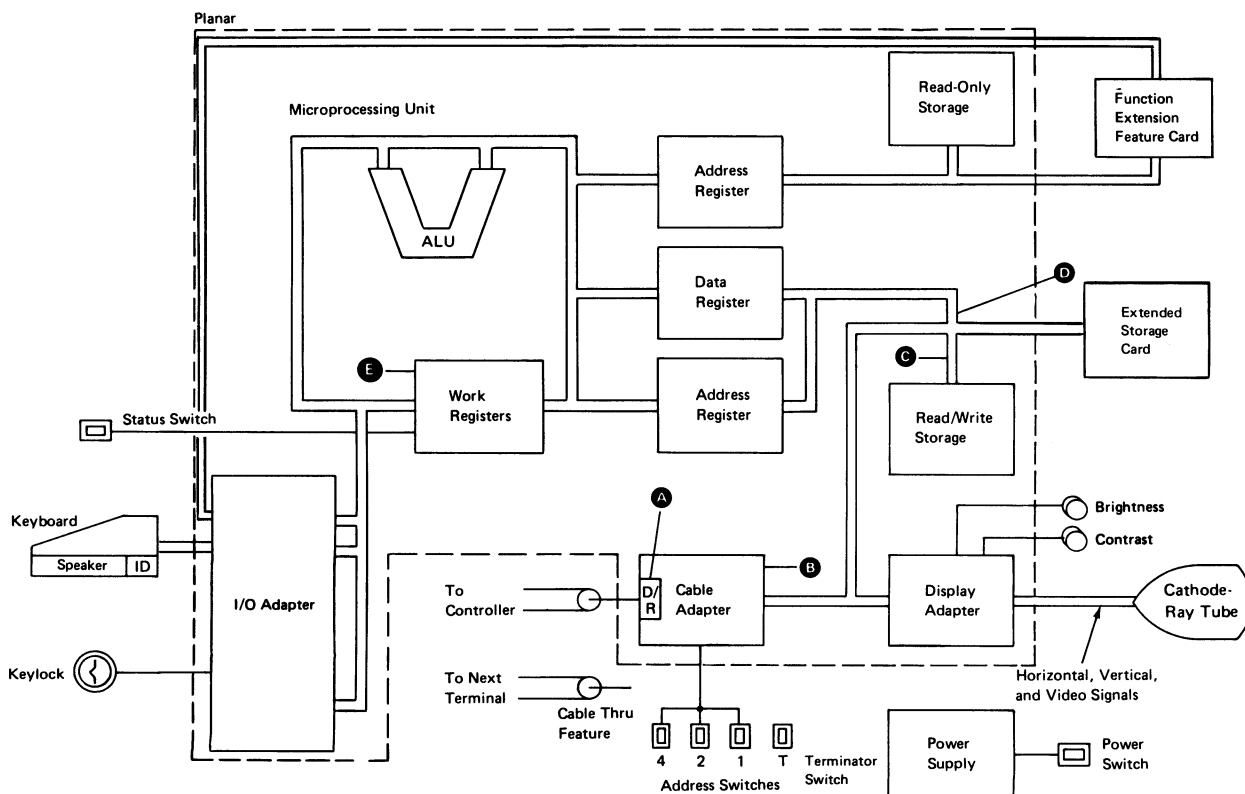 Planar
Microprocessing Unit
Read-Only
Storage
Function
Extension
Feature Card
Address
Register
ALU
D
Data
Register
Extended
Storage
Card
E
C
Work
Registers
Address
Register
Read/Write
Storage
Status Switch
A
Keyboard
Speaker
ID
Brightness
Contrast
B
To
Controller
D/
R
Cable
Adapter
Display
Adapter
Cathode-
Ray Tube
I/O Adapter
Keylock
To Next
Terminal
Cable Thru
Feature
Horizontal, Vertical,
and Video Signals
4 2 1 T
Terminator
Switch
Address Switches
Power
Supply
Power
Switch